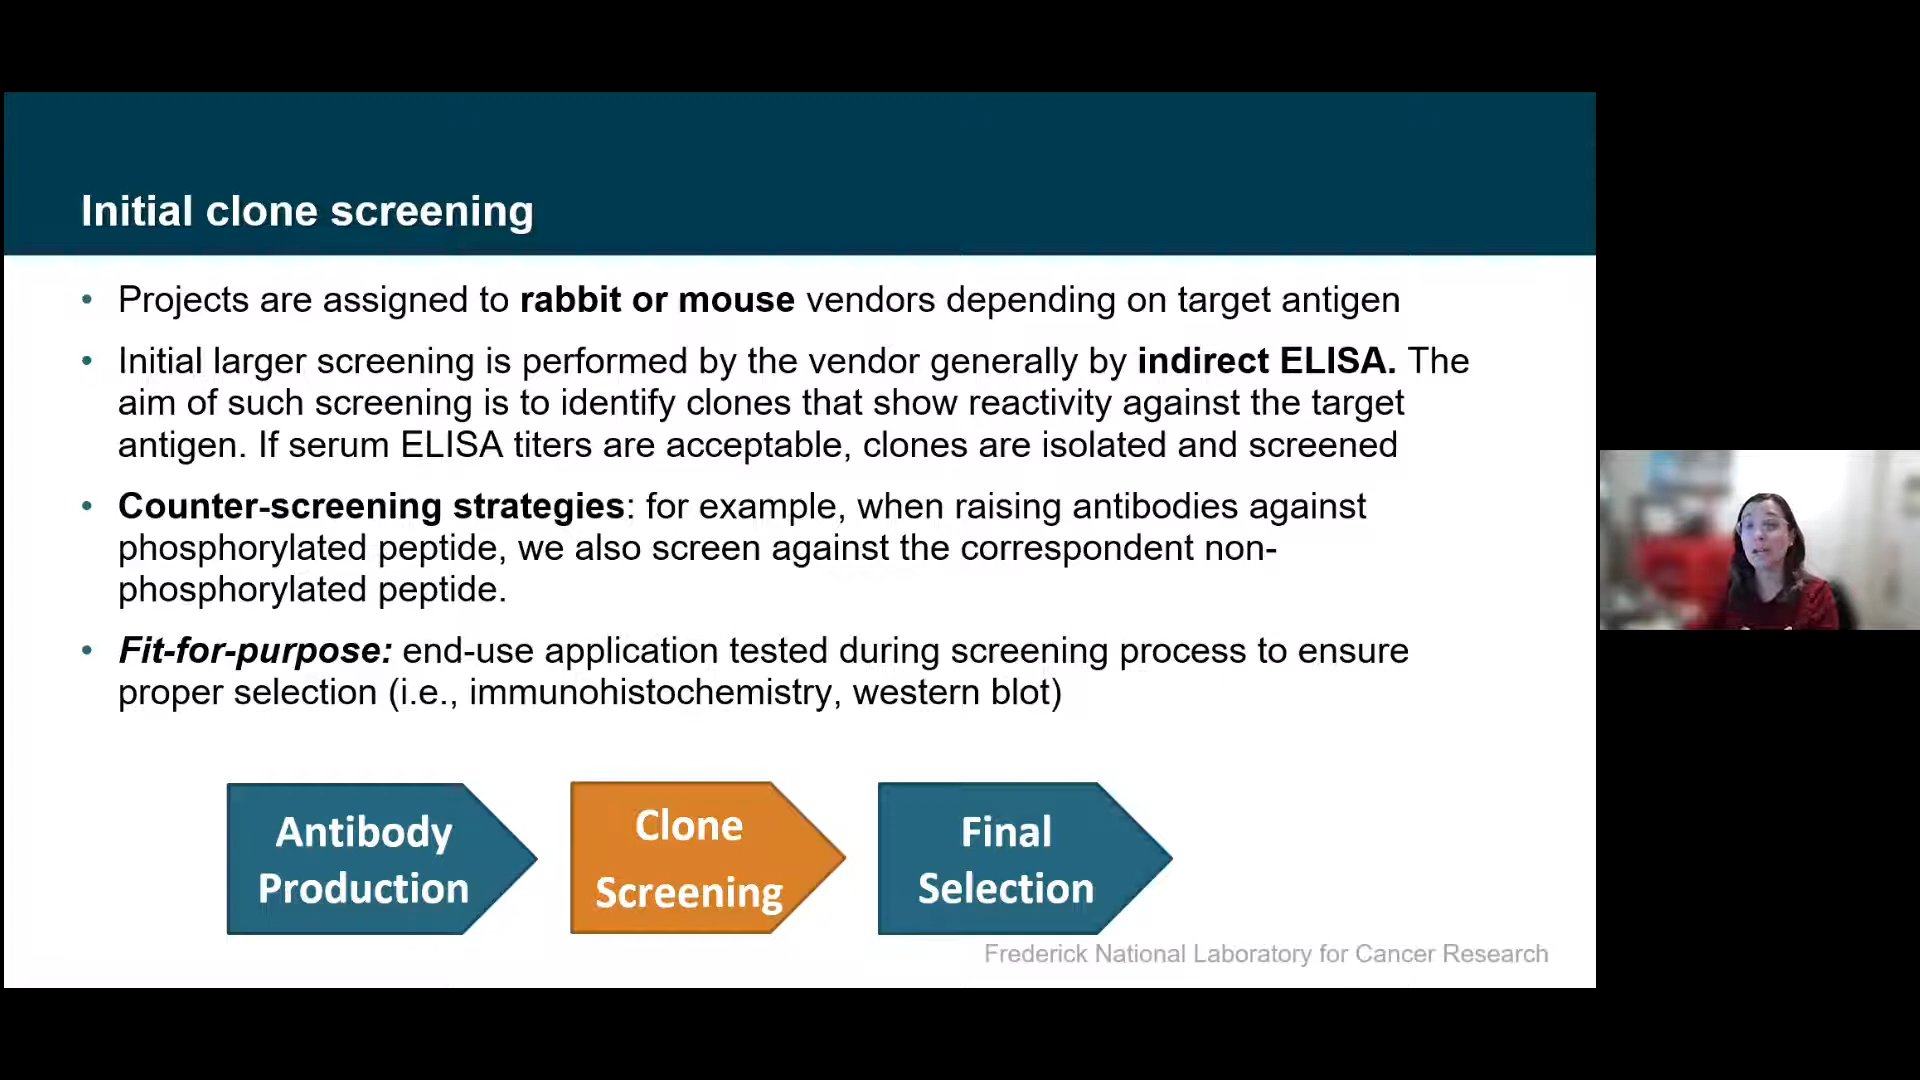 Initial clone screening
• Projects are assigned to rabbit or mouse vendors depending on target antigen
• Initial larger screening is performed by the vendor generally by indirect ELISA. The
aim of such screening is to identify clones that show reactivity against the target
antigen. If serum ELISA titers are acceptable, clones are isolated and screened
• Counter-screening strategies: for example, when raising antibodies against
phosphorylated peptide, we also screen against the correspondent non-
phosphorylated peptide.
• Fit-for-purpose: end-use application tested during screening process to ensure
proper selection (i.e., immunohistochemistry, western blot)
Antibody
Production
Clone
Screening
Final
Selection
Frederick National Laboratory for Cancer Research